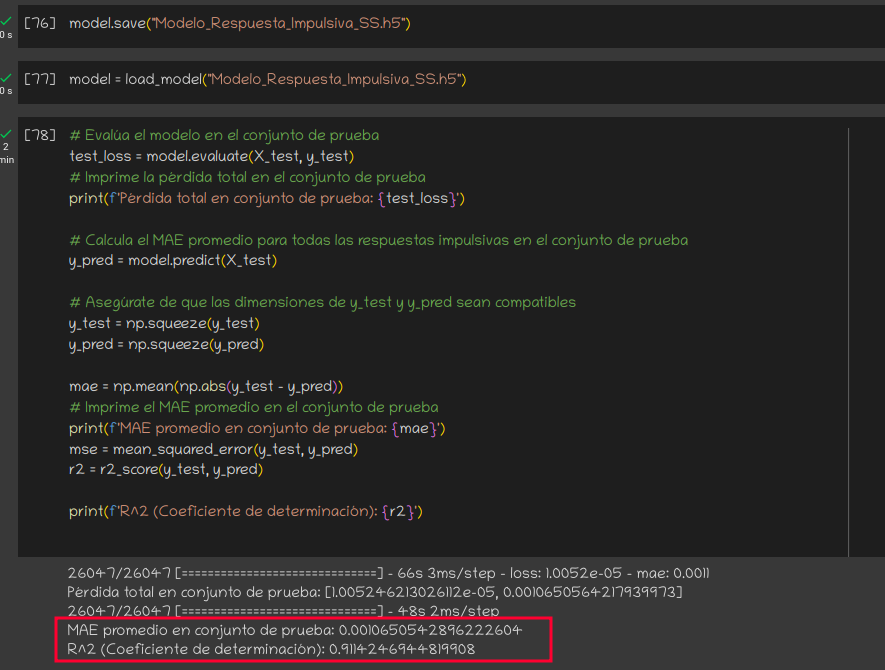 [76] model.save("Modelo_Respuesta_Impulsiva_SS.h5")
0 s
[77] model = load_model("Modelo_Respuesta_Impulsiva_SS.h5")
0 s
[78] # Evalúa el modelo en el conjunto de prueba
2 min
test_loss = model.evaluate(X_test, y_test)
# Imprime la pérdida total en el conjunto de prueba
print(f'Pérdida total en conjunto de prueba: {test_loss}')
# Calcula el MAE promedio para todas las respuestas impulsivas en el conjunto de prueba
y_pred = model.predict(X_test)
# Asegúrate de que las dimensiones de y_test y y_pred sean compatibles
y_test = np.squeeze(y_test)
y_pred = np.squeeze(y_pred)
mae = np.mean(np.abs(y_test - y_pred))
# Imprime el MAE promedio en el conjunto de prueba
print(f'MAE promedio en conjunto de prueba: {mae}')
mse = mean_squared_error(y_test, y_pred)
r2 = r2_score(y_test, y_pred)
print(f'R^2 (Coeficiente de determinación): {r2}')
26047/26047 [==============================] - 66s 3ms/step - loss: 1.0052e-05 - mae: 0.0011
Pérdida total en conjunto de prueba: [1.005246213026112e-05, 0.0010650564217939973]
26047/26047 [==============================] - 48s 2ms/step
MAE promedio en conjunto de prueba: 0.0010650542896222604
R^2 (Coeficiente de determinación): 0.9114246944819908